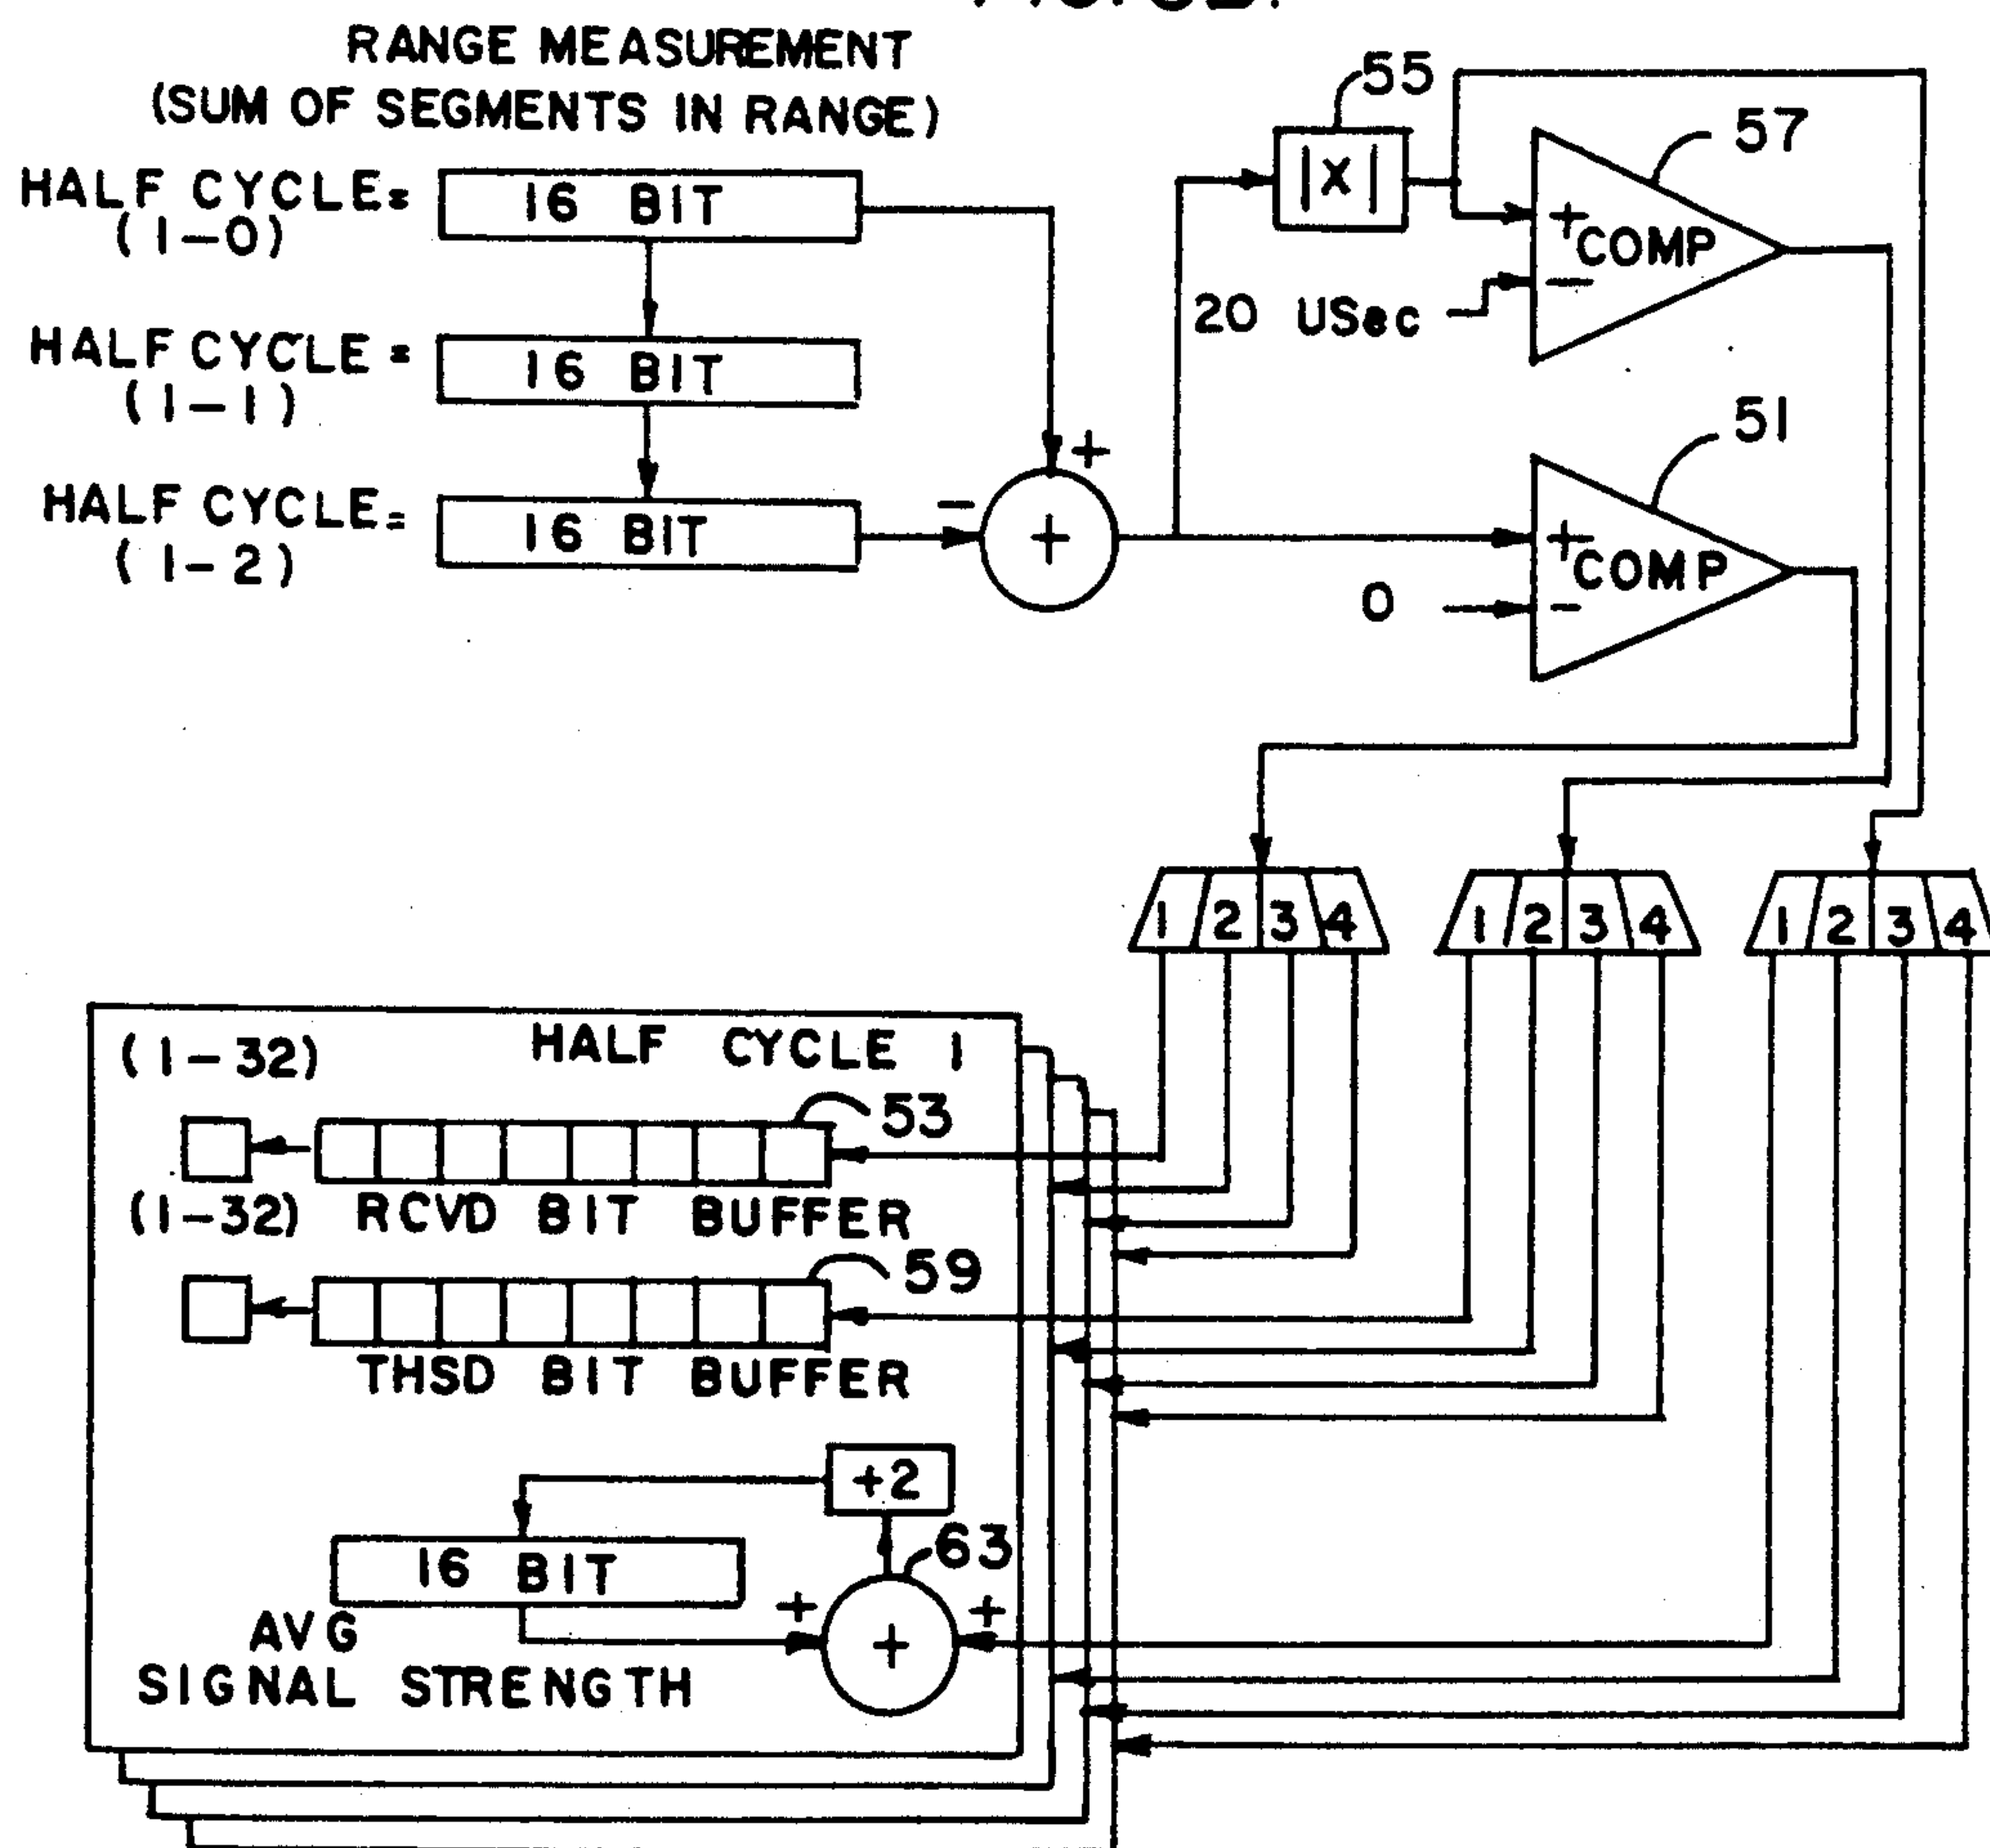 RANGE MEASUREMENT
(SUM OF SEGMENTS IN RANGE)
HALF CYCLE=
(1-0)
16 BIT
HALF CYCLE =
(1-1)
16 BIT
HALF CYCLE=
(1-2)
16 BIT
-
+
+
55
|X|
57
+
COMP
-
20 USec
51
+
COMP
-
0
1 2 3 4
1 2 3 4
1 2 3 4
HALF CYCLE 1
(1-32)
53
(1-32) RCVD BIT BUFFER
59
THSD BIT BUFFER
+2
63
16 BIT
+
+
+
AVG
SIGNAL STRENGTH